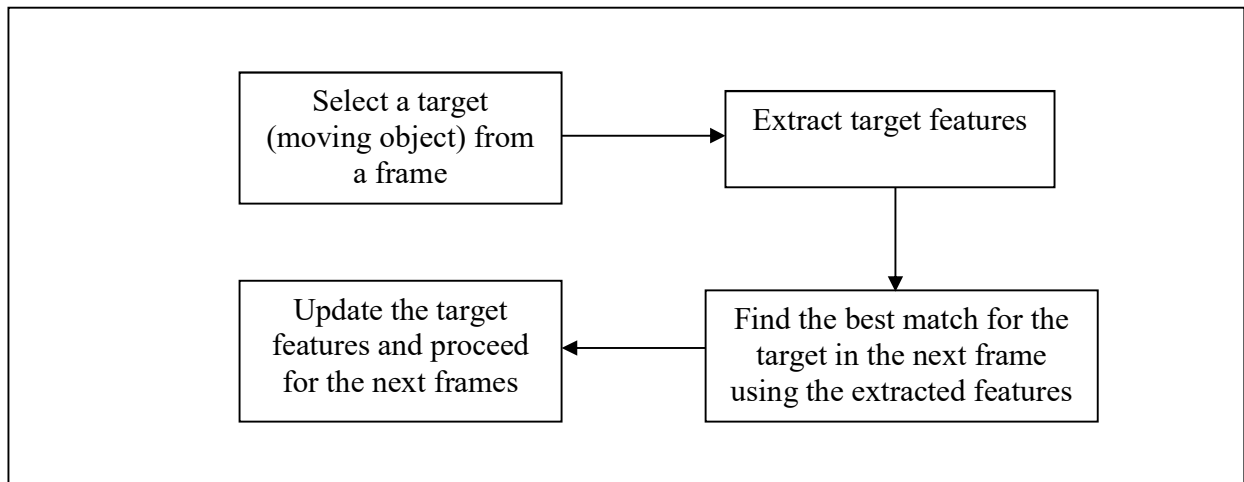 Select a target
(moving object) from
a frame
Extract target features
Find the best match for the
target in the next frame
using the extracted features
Update the target
features and proceed
for the next frames